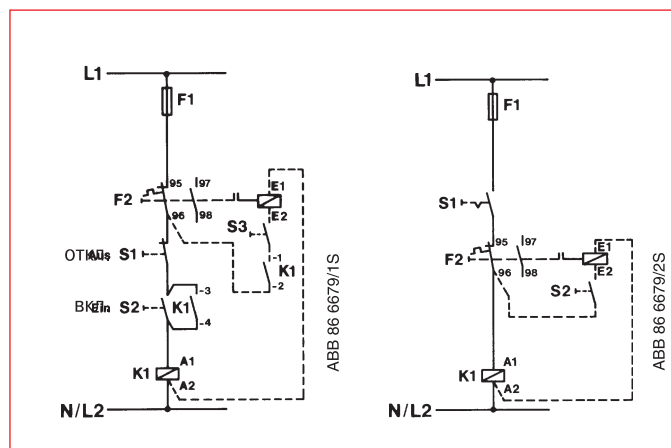 L1
F1
F2
95
97
96
98
E1
E2
S3
-1
K1
-2
S1
S2
K1
-3
-4
K1
A1
A2
N/L2
ABB 86 6679/1S
L1
F1
S1
F2
95
97
96
98
E1
E2
S2
K1
A1
A2
N/L2
ABB 86 6679/2S